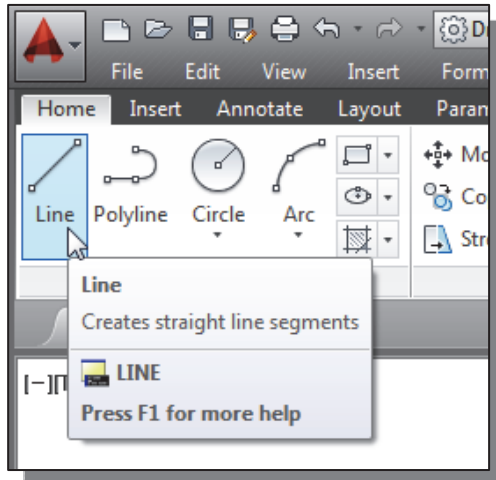 File Edit View Insert Form
Home Insert Annotate Layout Param
Line Polyline Circle Arc
Mo
Co
Str
Line
Creates straight line segments
LINE
Press F1 for more help
[−]